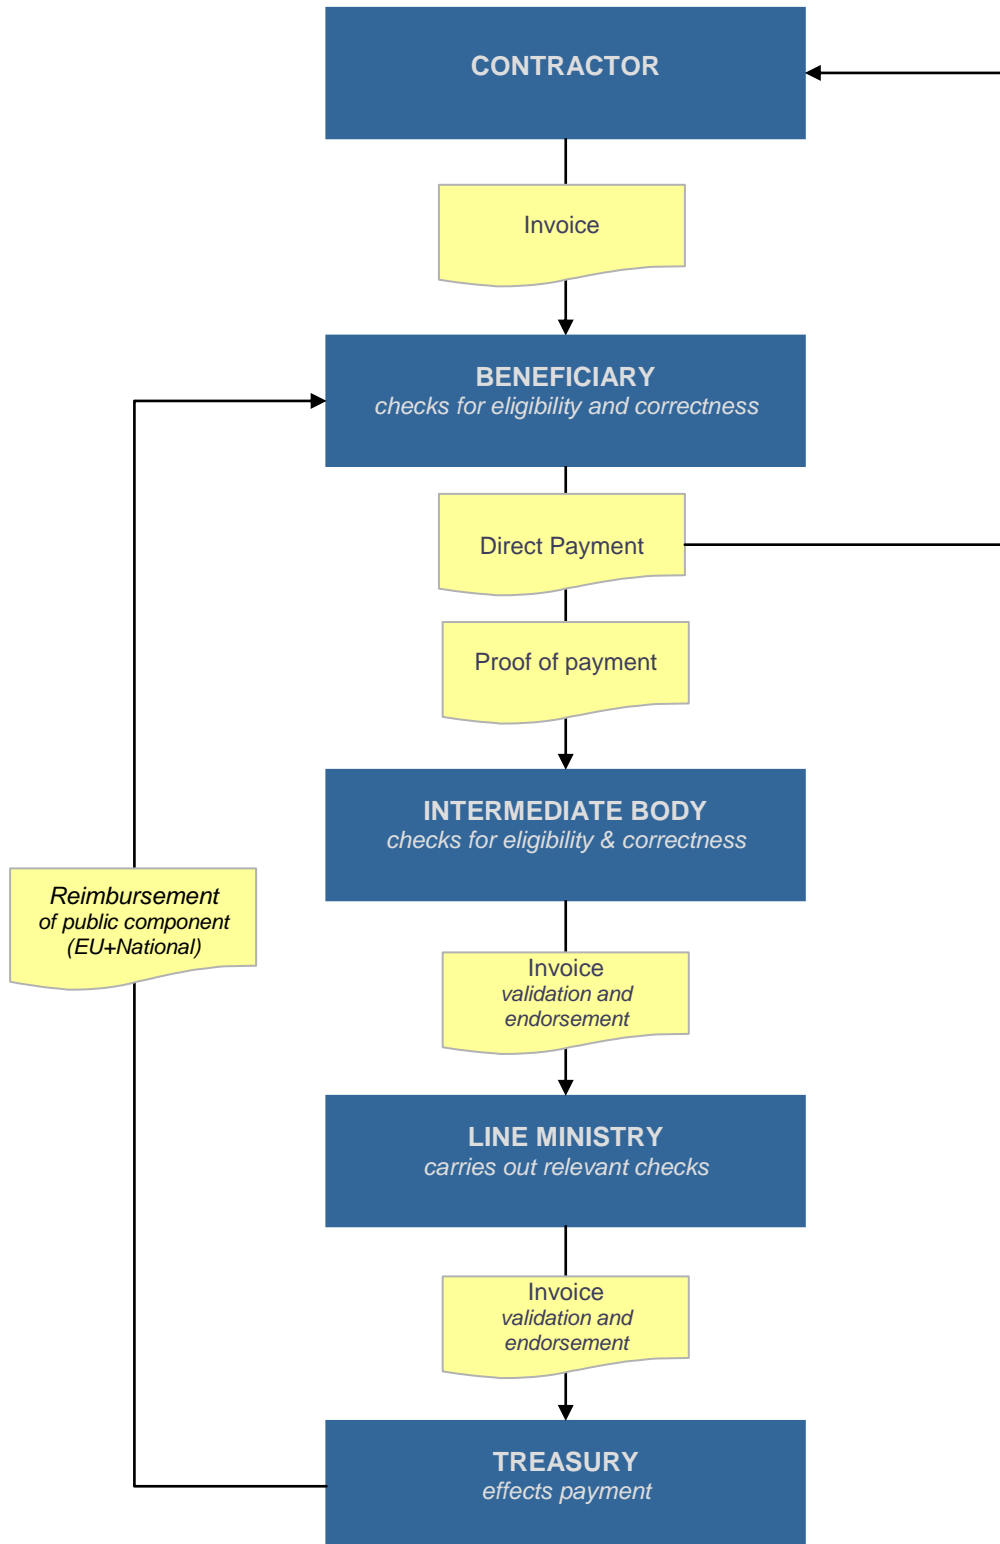 CONTRACTOR
Invoice
BENEFICIARY
checks for eligibility and correctness
Direct Payment
Proof of payment
INTERMEDIATE BODY
checks for eligibility & correctness
Reimbursement
of public component
(EU+National)
Invoice
validation and
endorsement
LINE MINISTRY
carries out relevant checks
Invoice
validation and
endorsement
TREASURY
effects payment